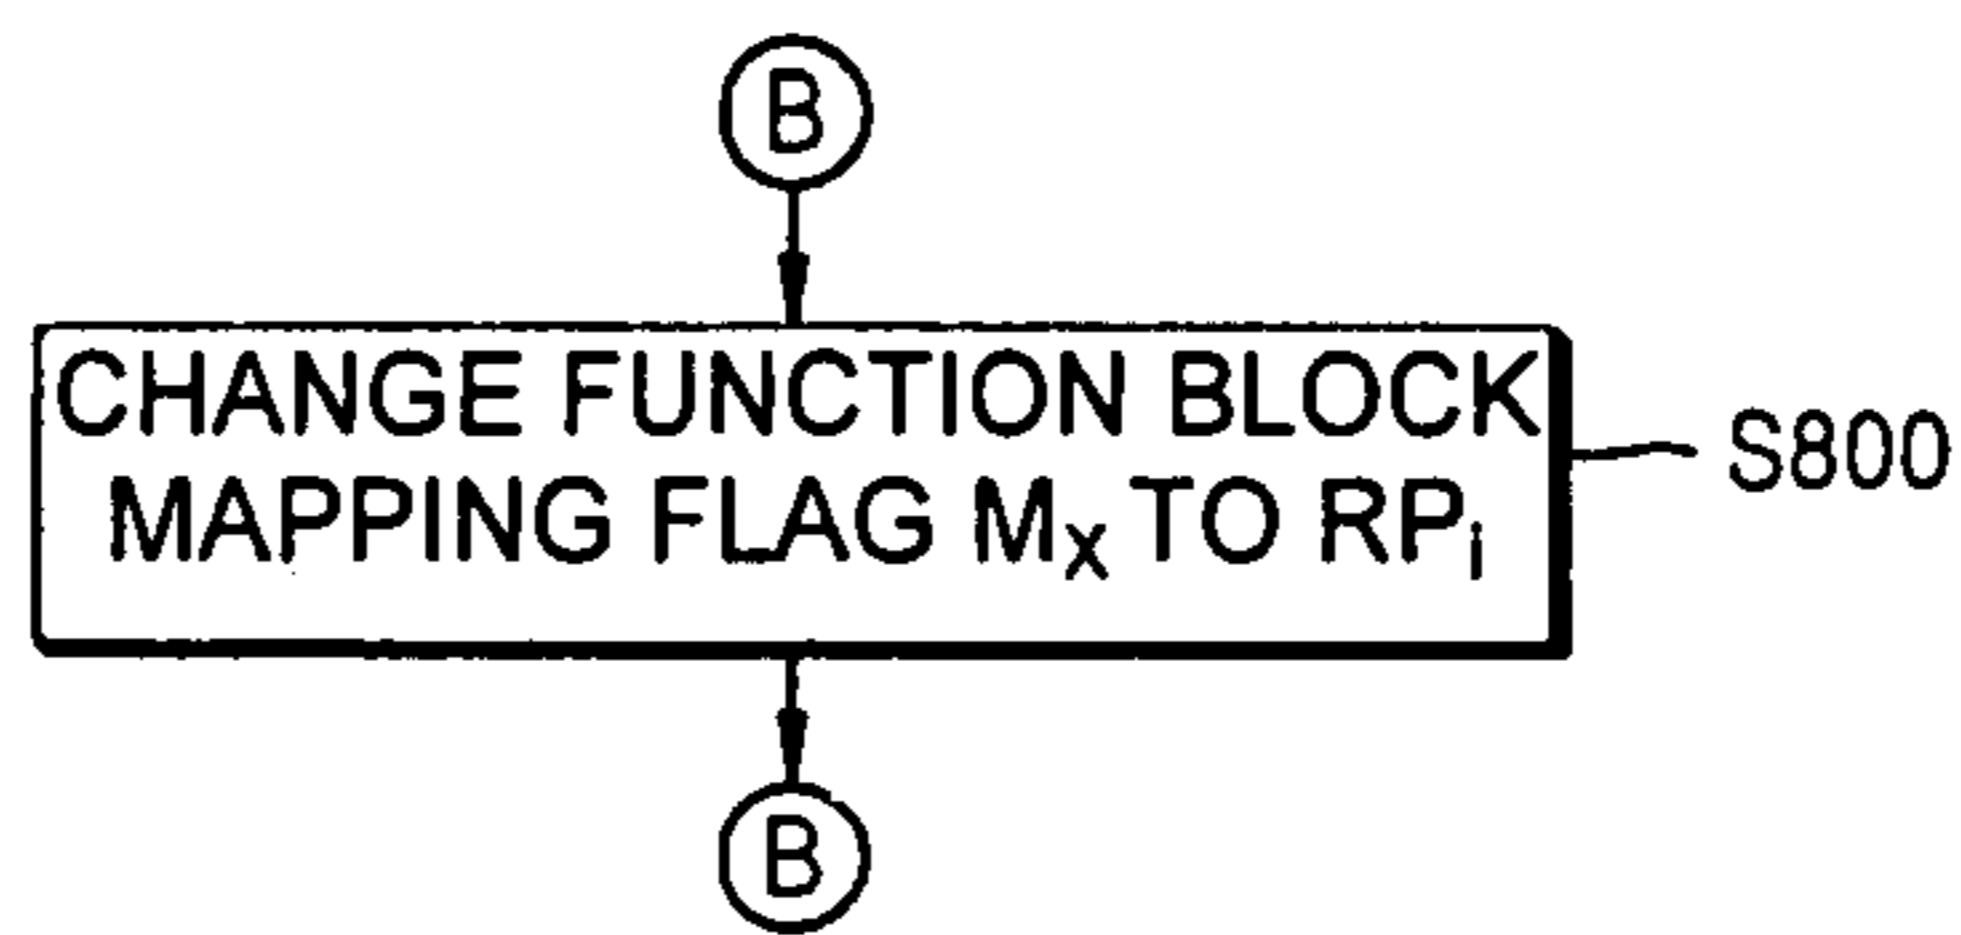 B
CHANGE FUNCTION BLOCK
MAPPING FLAG Mₓ TO RPᵢ
S800
B